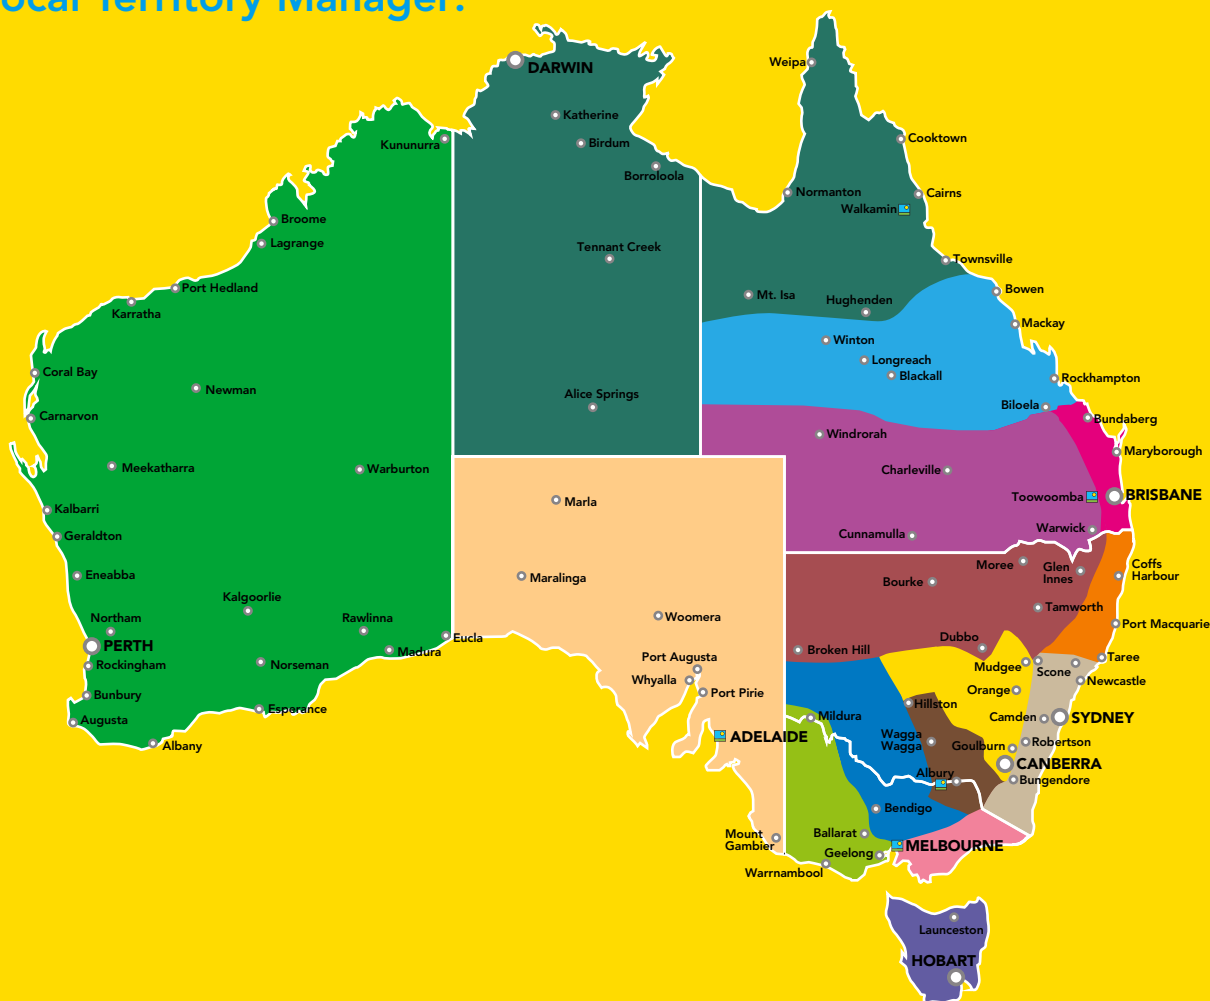 ocal Territory Manager:
DARWIN
Weipa
Katherine
Cooktown
Kununurra
Birdum
Borroloola
Normanton
Cairns
Walkamin
Broome
Lagrange
Tennant Creek
Townsville
Port Hedland
Mt. Isa
Hughenden
Bowen
Karratha
Mackay
Winton
Longreach
Coral Bay
Blackall
Rockhampton
Newman
Alice Springs
Biloela
Carnarvon
Bundaberg
Windrorah
Maryborough
Meekatharra
Warburton
Charleville
Toowoomba
BRISBANE
Marla
Kalbarri
Warwick
Geraldton
Cunnamulla
Moree
Glen
Innes
Coffs
Harbour
Eneabba
Maralinga
Bourke
Kalgoorlie
Tamworth
Northam
Rawlinna
Woomera
Port Macquarie
PERTH
Eucla
Dubbo
Madura
Broken Hill
Port Augusta
Taree
Rockingham
Norseman
Mudgee
Scone
Whyalla
Newcastle
Bunbury
Port Pirie
Orange
Esperance
Hillston
Augusta
Mildura
Camden
SYDNEY
Albany
ADELAIDE
Wagga
Wagga
Goulburn
Robertson
CANBERRA
Albury
Bungendore
Bendigo
Mount
Gambier
Ballarat
MELBOURNE
Geelong
Warrnambool
Launceston
HOBART